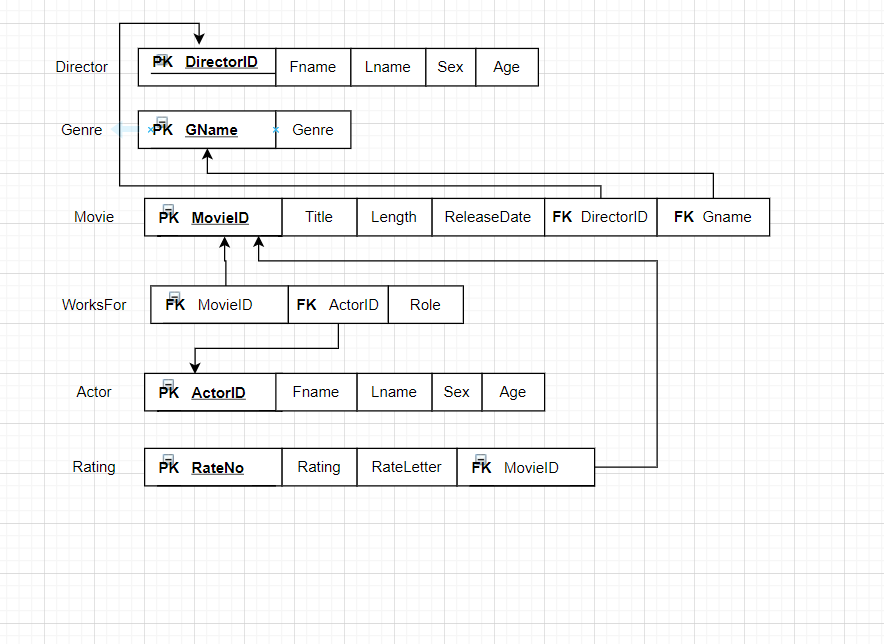 Director PK DirectorID Fname Lname Sex Age
Genre PK GName Genre
Movie PK MovieID Title Length ReleaseDate FK DirectorID FK Gname
WorksFor FK MovieID FK ActorID Role
Actor PK ActorID Fname Lname Sex Age
Rating PK RateNo Rating RateLetter FK MovieID